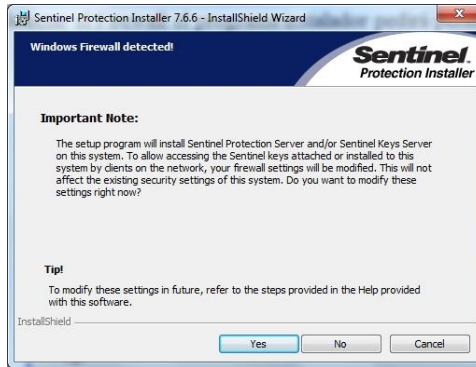 Sentinel Protection Installer 7.6.6 - InstallShield Wizard
Windows Firewall detected!
Sentinel.
Protection Installer
Important Note:
The setup program will install Sentinel Protection Server and/or Sentinel Keys Server
on this system. To allow accessing the Sentinel keys attached or installed to this
system by clients on the network, your firewall settings will be modified. This will not
affect the existing security settings of this system. Do you want to modify these
settings right now?
Tip!
To modify these settings in future, refer to the steps provided in the Help provided
with this software.
InstallShield
Yes
No
Cancel